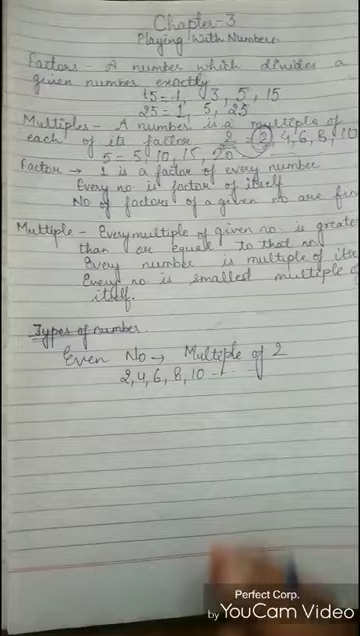 Chapter-3
Playing With Numbers
Factors - A number which divides a
given number exactly
15 = 1, 3, 5, 15
25 = 1, 5, 25
Multiples - A number is a multiple of
each of its factor 2 = 2, 4, 6, 8, 10
5 = 5, 10, 15, 20
Factor → 1 is a factor of every number
Every no is factor of itself
No of factors of a given no are fin
Multiple - Every multiple of given no. is greate
than or equal to that no.
Every number is multiple of itse
Every no is smallest multiple of
itself.
Types of number
Even No → Multiple of 2
2, 4, 6, 8, 10 - - -
Perfect Corp.
by YouCam Video